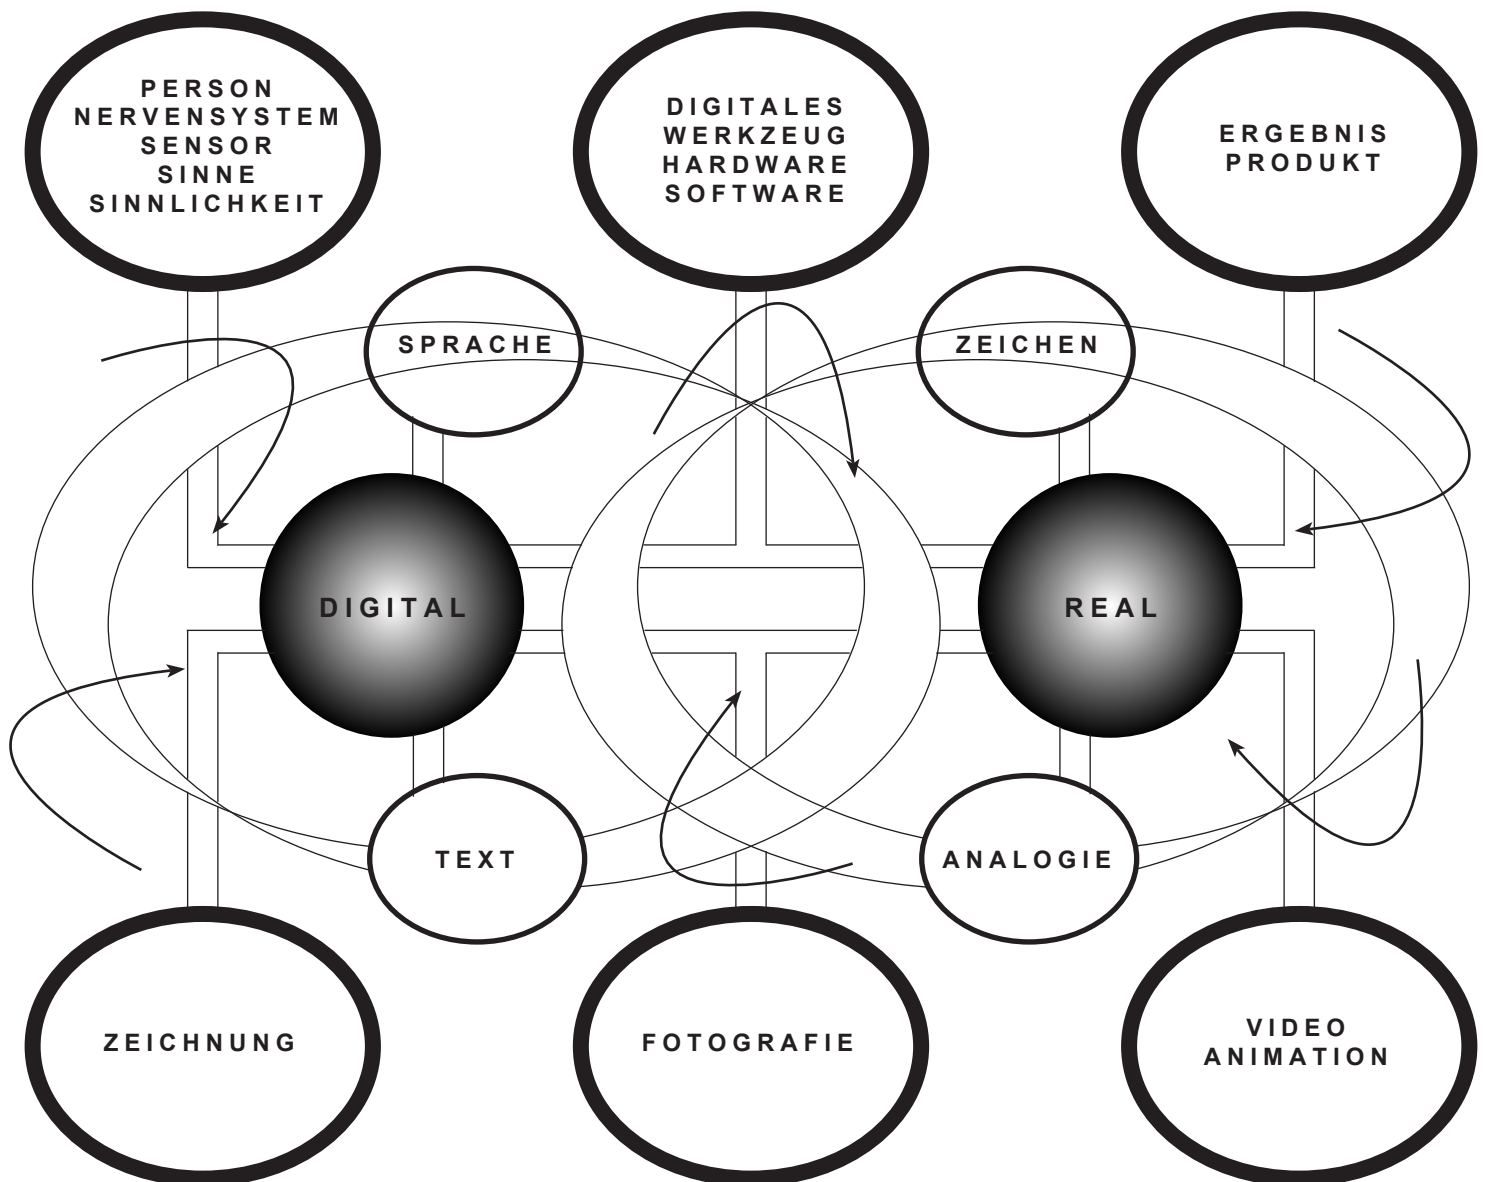 PERSON
NERVENSYSTEM
SENSOR
SINNE
SINNLICHKEIT
DIGITALES
WERKZEUG
HARDWARE
SOFTWARE
ERGEBNIS
PRODUKT
SPRACHE
ZEICHEN
DIGITAL
REAL
TEXT
ANALOGIE
ZEICHNUNG
FOTOGRAFIE
VIDEO
ANIMATION